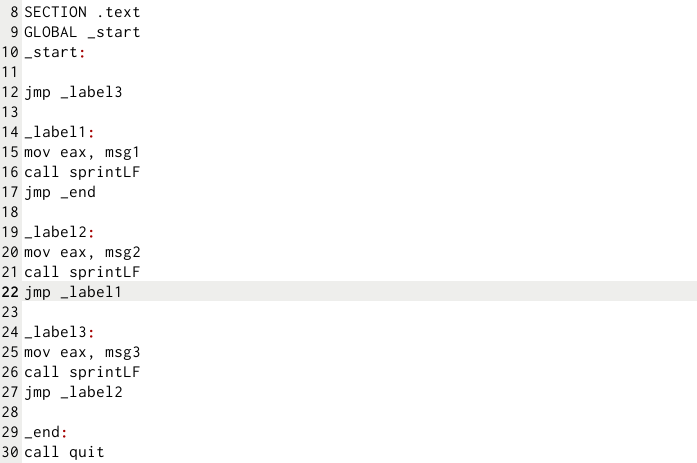 8 SECTION .text
9 GLOBAL _start
10 _start:
11
12 jmp _label3
13
14 _label1:
15 mov eax, msg1
16 call sprintLF
17 jmp _end
18
19 _label2:
20 mov eax, msg2
21 call sprintLF
22 jmp _label1
23
24 _label3:
25 mov eax, msg3
26 call sprintLF
27 jmp _label2
28
29 _end:
30 call quit